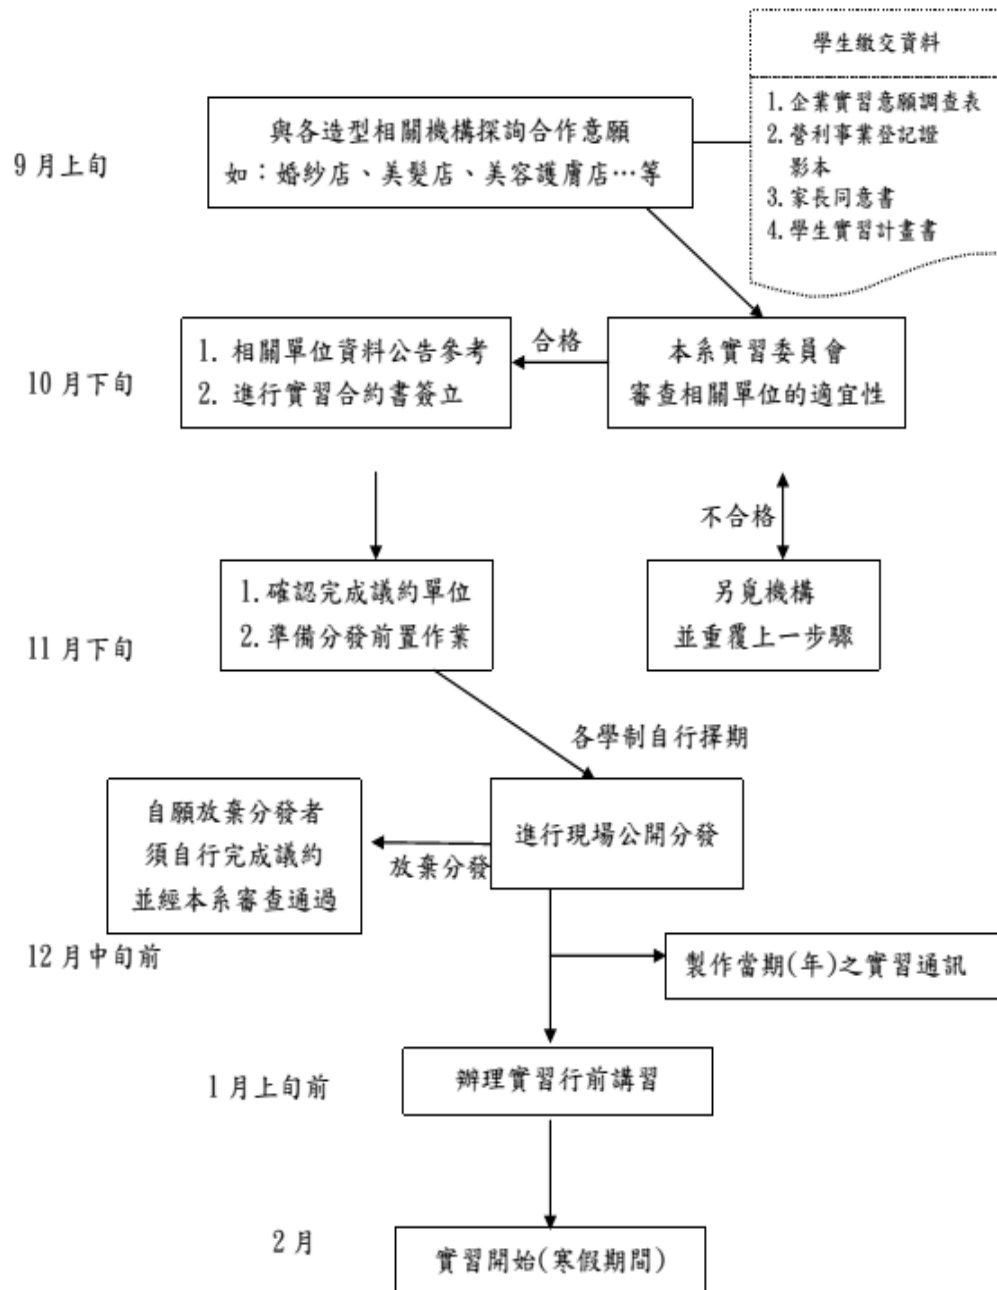 學生繳交資料
1.企業實習意願調查表
2.營利事業登記證
影本
3.家長同意書
4.學生實習計畫書
9月上旬
與各造型相關機構探詢合作意願
如：婚紗店、美髮店、美容護膚店…等
10月下旬
1. 相關單位資料公告參考
2. 進行實習合約書簽立
合格
本系實習委員會
審查相關單位的適宜性
不合格
11月下旬
1.確認完成議約單位
2.準備分發前置作業
另覓機構
並重覆上一步驟
各學制自行擇期
自願放棄分發者
須自行完成議約
並經本系審查通過
放棄分發
進行現場公開分發
12月中旬前
製作當期(年)之實習通訊
1月上旬前
辦理實習行前講習
2月
實習開始(寒假期間)